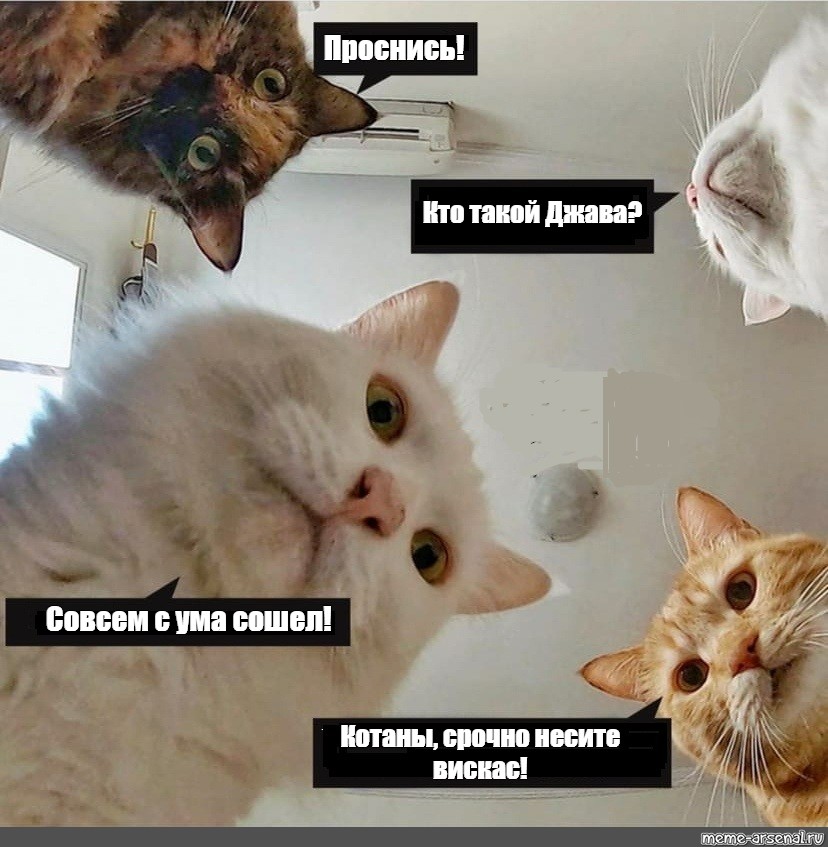 Проснись!
Кто такой Джава?
Совсем с ума сошел!
Котаны, срочно несите
вискас!
meme-arsenal.ru